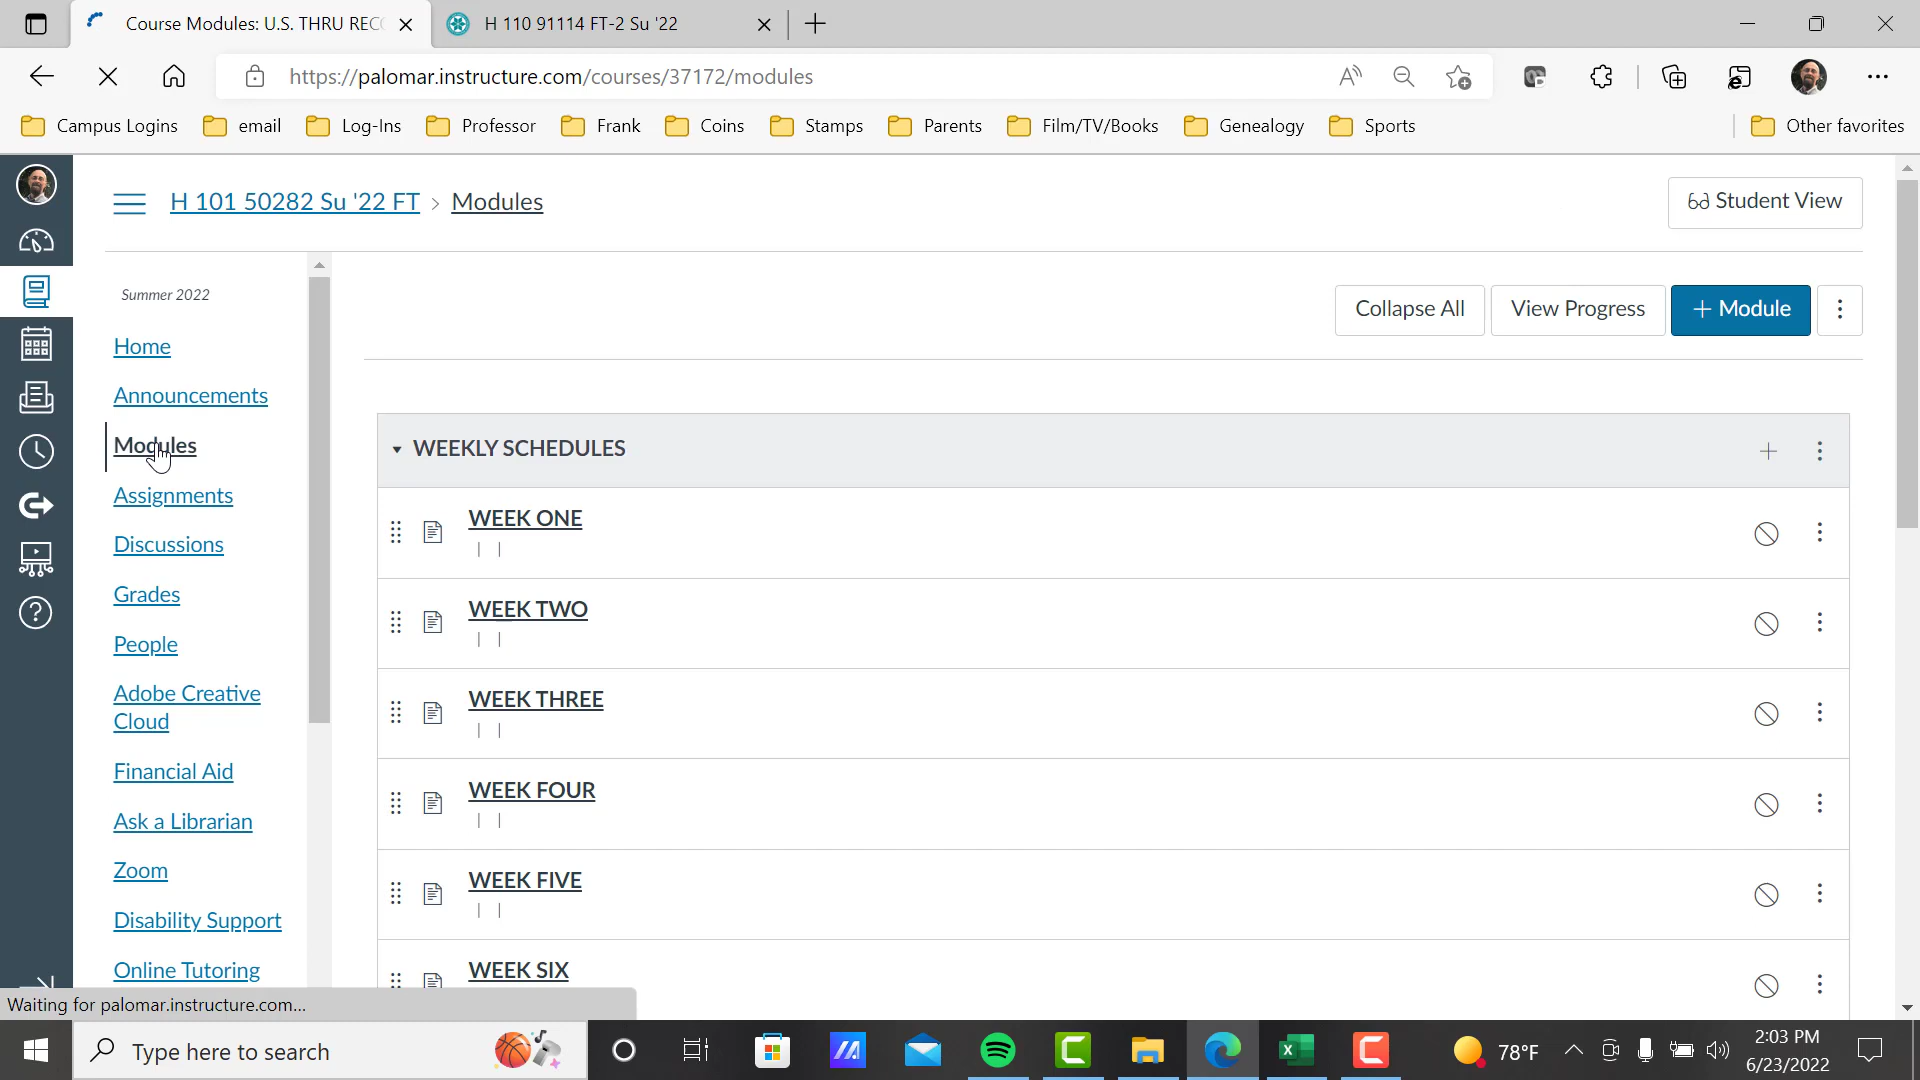 Course Modules: U.S. THRU REC
H 110 91114 FT-2 Su '22
https://palomar.instructure.com/courses/37172/modules
Campus Logins
email
Log-Ins
Professor
Frank
Coins
Stamps
Parents
Film/TV/Books
Genealogy
Sports
Other favorites
H 101 50282 Su '22 FT > Modules
Student View
Summer 2022
Home
Announcements
Modules
Assignments
Discussions
Grades
People
Adobe Creative
Cloud
Financial Aid
Ask a Librarian
Zoom
Disability Support
Online Tutoring
Collapse All
View Progress
+ Module
WEEKLY SCHEDULES
WEEK ONE
WEEK TWO
WEEK THREE
WEEK FOUR
WEEK FIVE
WEEK SIX
Waiting for palomar.instructure.com...
Type here to search
78°F
2:03 PM
6/23/2022